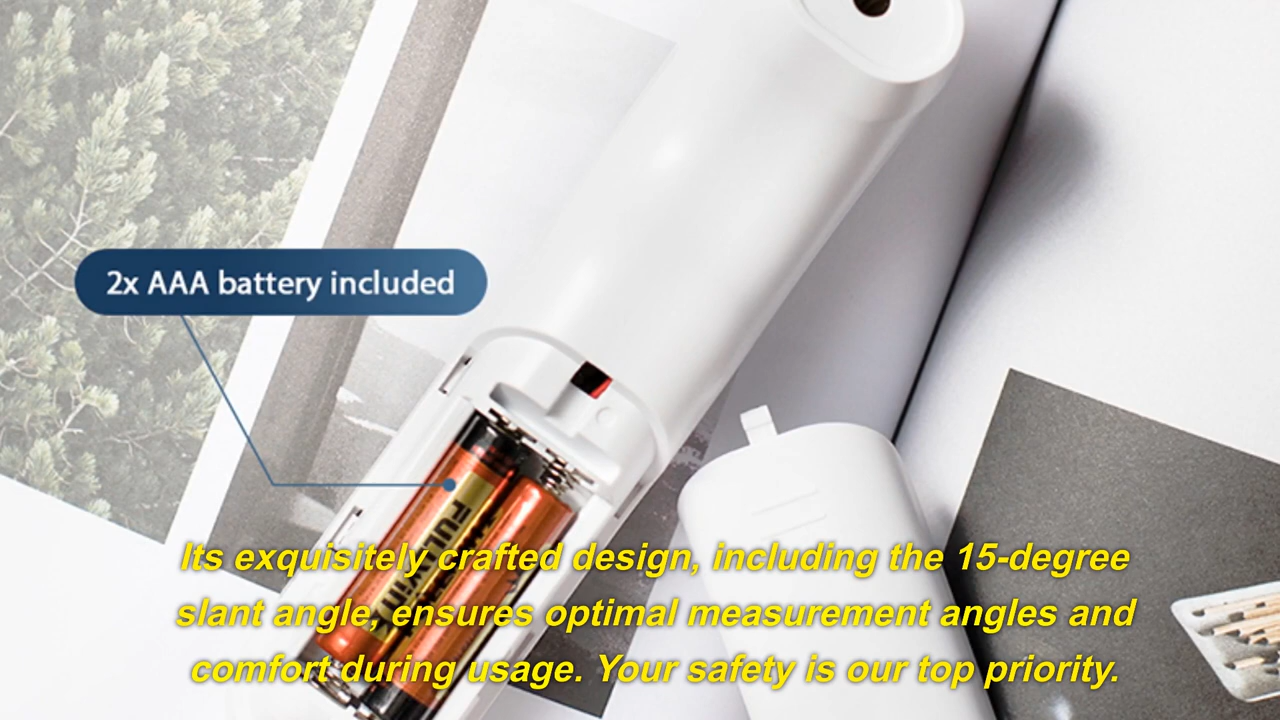 2x AAA battery included
Its exquisitely crafted design, including the 15-degree
slant angle, ensures optimal measurement angles and
comfort during usage. Your safety is our top priority.